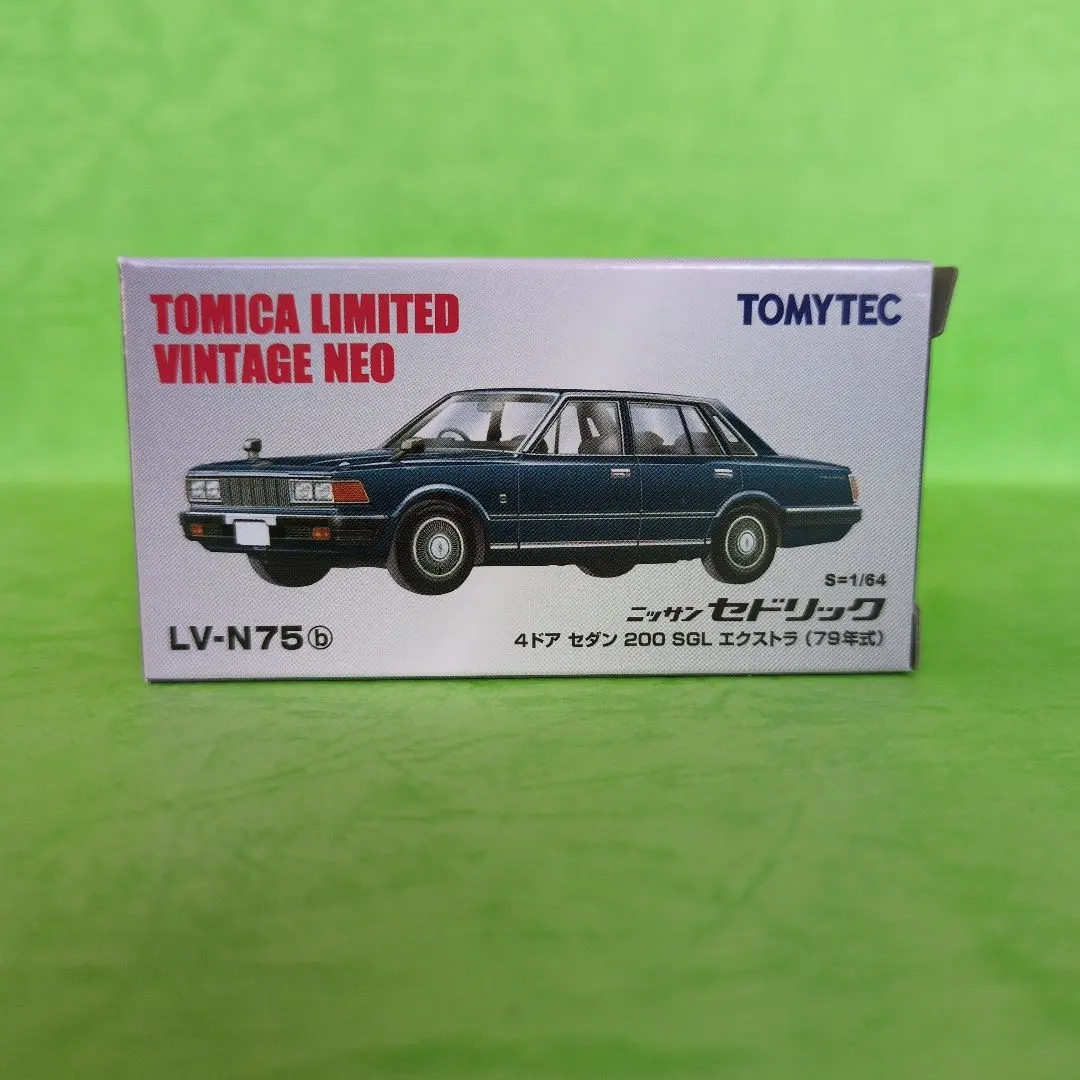 TOMICA LIMITED
VINTAGE NEO
TOMYTEC
S=1/64
ニッサン セドリック
LV-N75ⓑ
4ドア セダン 200 SGL エクストラ (79年式)